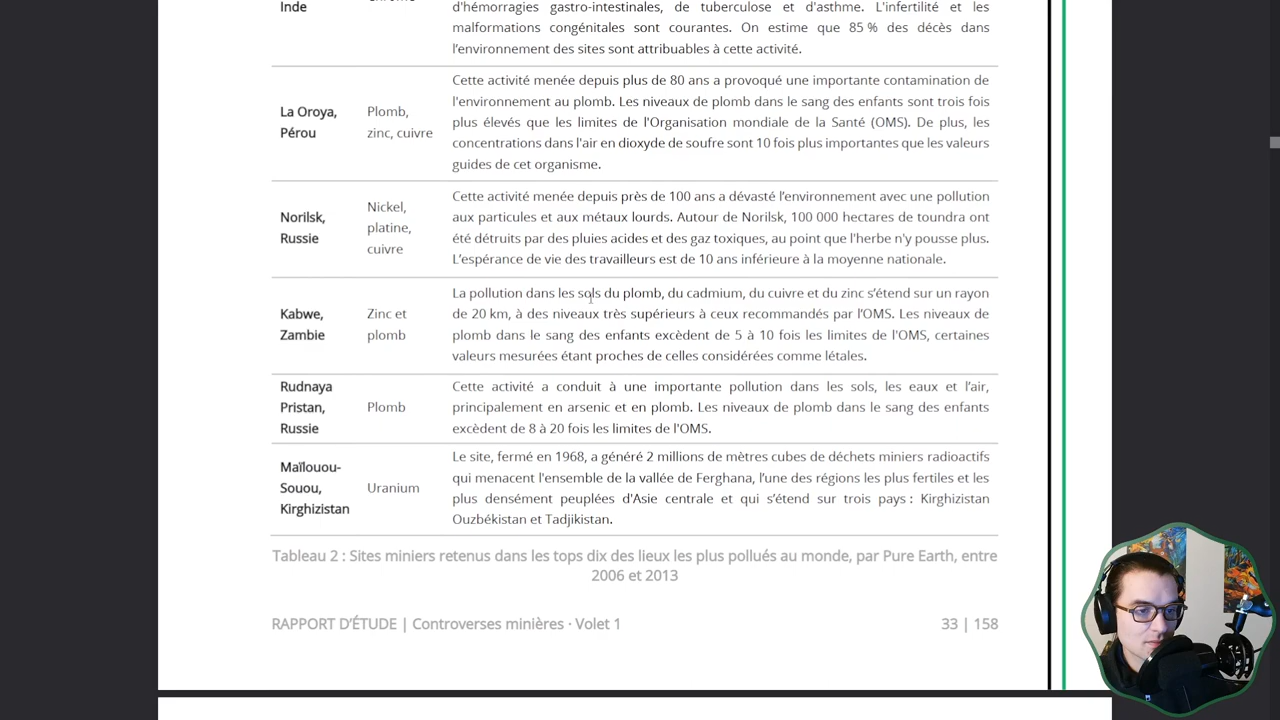 d'hémorragies gastro-intestinales, de tuberculose et d'asthme. L'infertilité et les
Inde
malformations congénitales sont courantes. On estime que 85 % des décès dans
l’environnement des sites sont attribuables à cette activité.
Cette activité menée depuis plus de 80 ans a provoqué une importante contamination de
l'environnement au plomb. Les niveaux de plomb dans le sang des enfants sont trois fois
La Oroya,
Pérou
Plomb,
zinc, cuivre
plus élevés que les limites de l'Organisation mondiale de la Santé (OMS). De plus, les
concentrations dans l'air en dioxyde de soufre sont 10 fois plus importantes que les valeurs
guides de cet organisme.
Norilsk,
Russie
Nickel,
platine,
cuivre
Cette activité menée depuis près de 100 ans a dévasté l’environnement avec une pollution
aux particules et aux métaux lourds. Autour de Norilsk, 100 000 hectares de toundra ont
été détruits par des pluies acides et des gaz toxiques, au point que l'herbe n'y pousse plus.
L’espérance de vie des travailleurs est de 10 ans inférieure à la moyenne nationale.
Kabwe,
Zambie
Zinc et
plomb
La pollution dans les sols du plomb, du cadmium, du cuivre et du zinc s’étend sur un rayon
de 20 km, à des niveaux très supérieurs à ceux recommandés par l’OMS. Les niveaux de
plomb dans le sang des enfants excèdent de 5 à 10 fois les limites de l'OMS, certaines
valeurs mesurées étant proches de celles considérées comme létales.
Rudnaya
Pristan,
Russie
Plomb
Cette activité a conduit à une importante pollution dans les sols, les eaux et l’air,
principalement en arsenic et en plomb. Les niveaux de plomb dans le sang des enfants
excèdent de 8 à 20 fois les limites de l'OMS.
Maïlouou-
Souou,
Kirghizistan
Uranium
Le site, fermé en 1968, a généré 2 millions de mètres cubes de déchets miniers radioactifs
qui menacent l'ensemble de la vallée de Ferghana, l’une des régions les plus fertiles et les
plus densément peuplées d'Asie centrale et qui s’étend sur trois pays : Kirghizistan
Ouzbékistan et Tadjikistan.
Tableau 2 : Sites miniers retenus dans les tops dix des lieux les plus pollués au monde, par Pure Earth, entre
2006 et 2013
RAPPORT D’ÉTUDE | Controverses minières · Volet 1
33 | 158